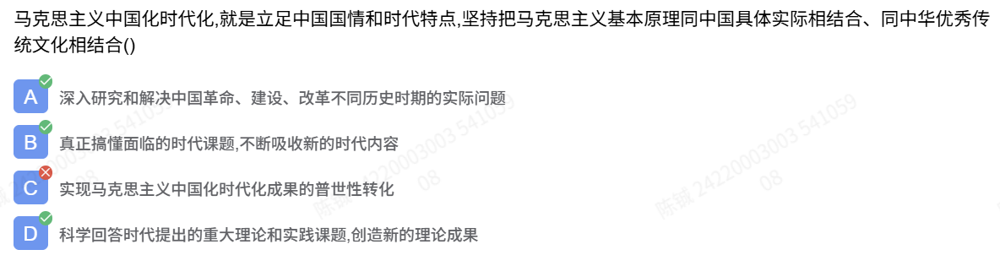 马克思主义中国化时代化,就是立足中国国情和时代特点,坚持把马克思主义基本原理同中国具体实际相结合、同中华优秀传
统文化相结合()
A 深入研究和解决中国革命、建设、改革不同历史时期的实际问题
B 真正搞懂面临的时代课题,不断吸收新的时代内容
C 实现马克思主义中国化时代化成果的普世性转化
D 科学回答时代提出的重大理论和实践课题,创造新的理论成果
陈铖 24220003003 541059
08